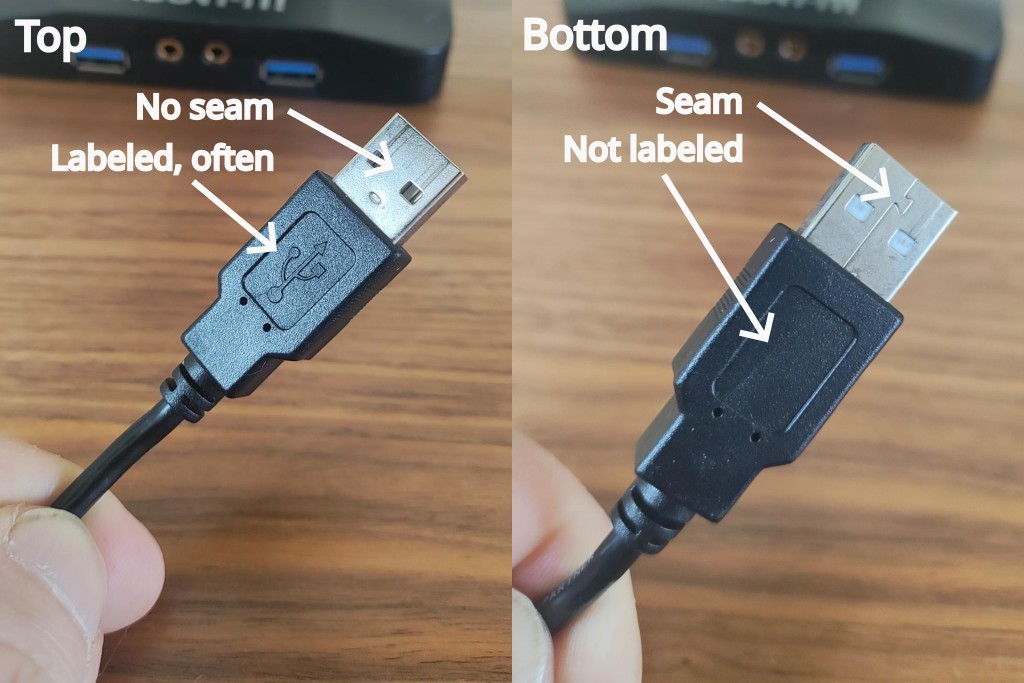 Top
No seam
Labeled, often
Bottom
Seam
Not labeled